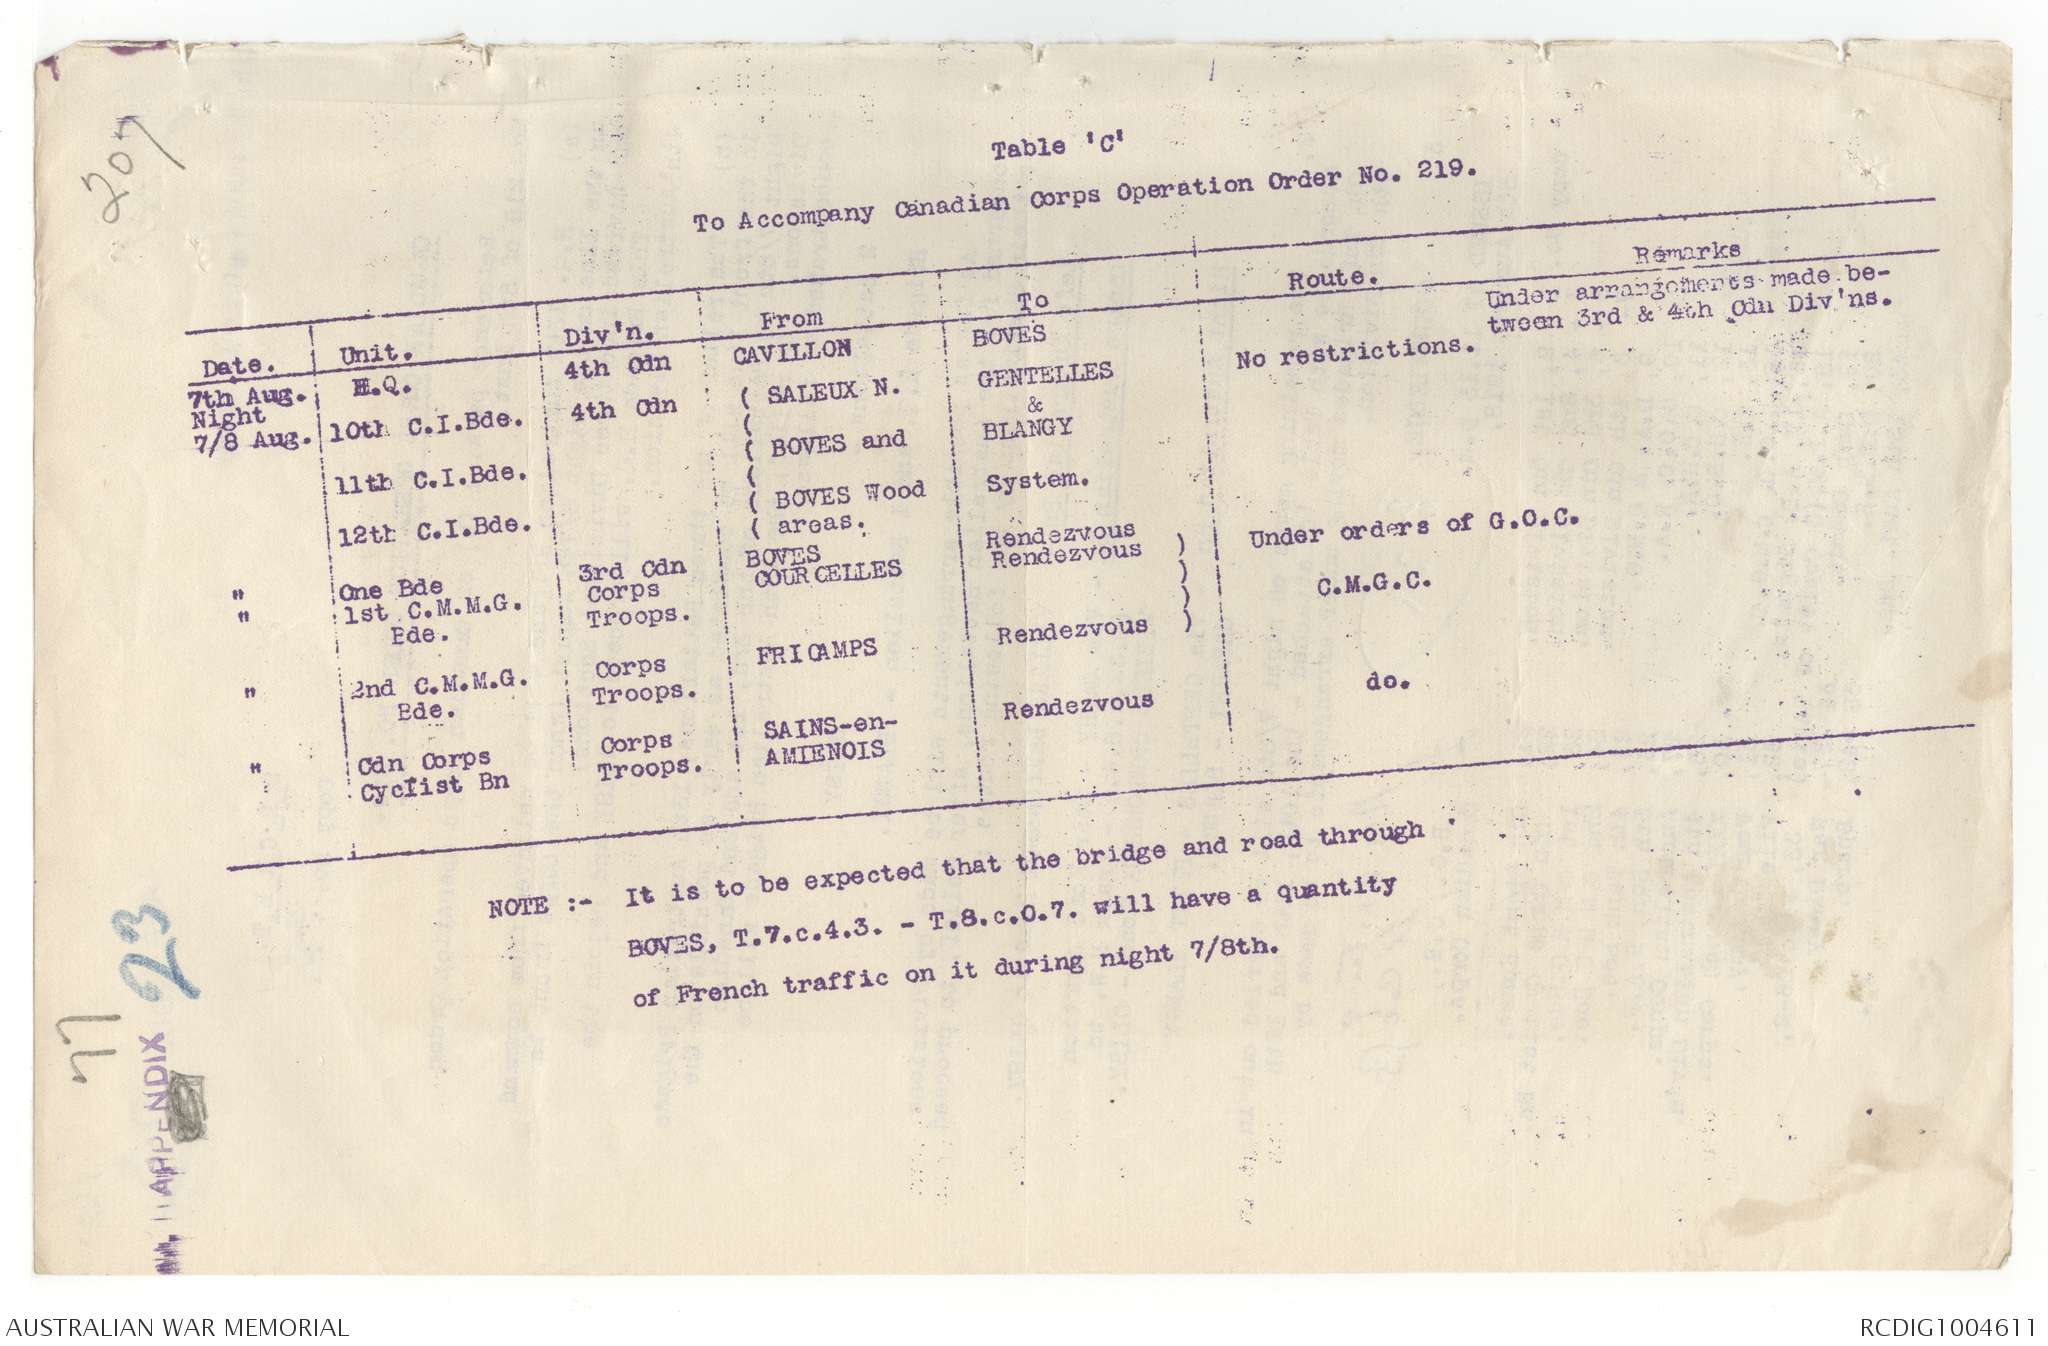 207
Table 'C'
To Accompany Canadian Corps Operation Order No. 219.
Date. Unit. Div'n. From To Route. Remarks
7th Aug. H.Q. 4th Cdn CAVILLON BOVES No restrictions. Under arrangements made be-
tween 3rd & 4th Cdn Div'ns.
Night
7/8 Aug. 10th C.I.Bde. 4th Cdn ( SALEUX N. GENTELLES
( &
11th C.I.Bde. ( BOVES and BLANGY
(
12th C.I.Bde. ( BOVES Wood System.
( areas.
" One Bde 3rd Cdn BOVES Rendezvous
" 1st C.M.M.G. Corps COURCELLES Rendezvous ) Under orders of G.O.C.
Bde. Troops. )
) C.M.G.C.
" 2nd C.M.M.G. Corps FRICAMPS Rendezvous )
Bde. Troops.
" Cdn Corps Corps SAINS-en- Rendezvous do.
Cyclist Bn Troops. AMIENOIS
NOTE :- It is to be expected that the bridge and road through
BOVES, T.7.c.4.3. - T.8.c.0.7. will have a quantity
of French traffic on it during night 7/8th.
23
77
APPENDIX
AUSTRALIAN WAR MEMORIAL
RCDIG1004611